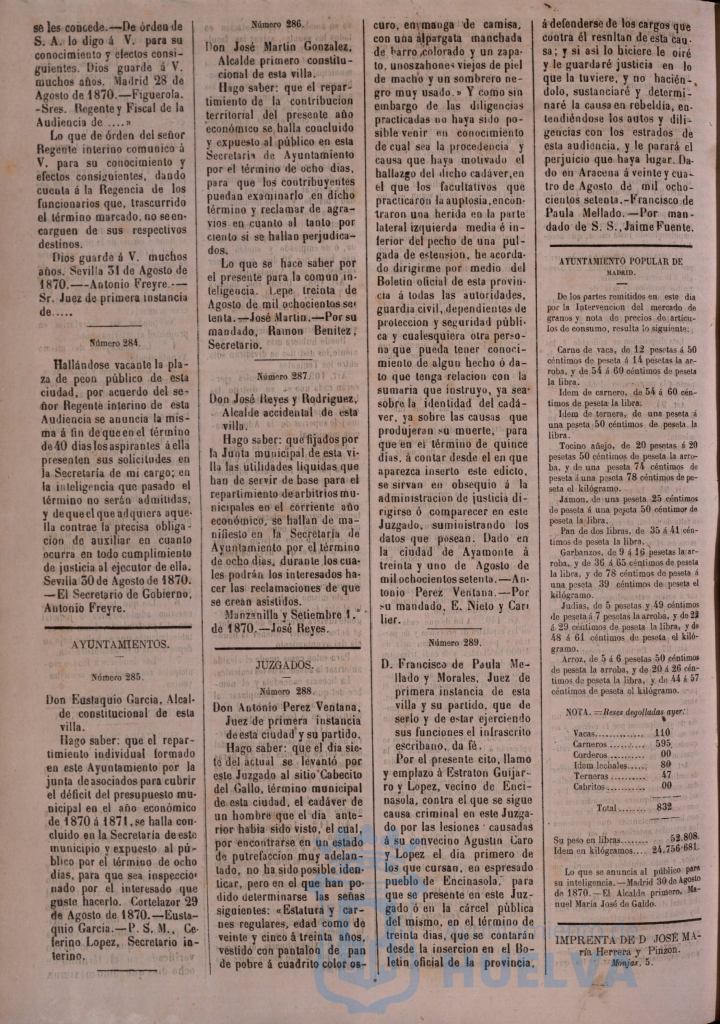 se les concede.—De órden de
S. A. lo digo á V. para su
conocimiento y efectos consi-
guientes. Dios guarde á V.
muchos años. Madrid 28 de
Agosto de 1870.—Figuerola.
-Sres. Regente y Fiscal de la
Audiencia de ....»
Lo que de órden del señor
Regente interino comunico á
V. para su conocimiento y
efectos consiguientes, dando
cuenta á la Regencia de los
funcionarios que, trascurrido
el término marcado, no se en-
carguen de sus respectivos
destinos.
Dios guarde á V. muchos
años. Sevilla 31 de Agosto de
1870.—Antonio Freyre.—
Sr. Juez de primera instancia
de.....
Número 284.
Hallándose vacante la pla-
za de peon público de esta
ciudad, por acuerdo del se-
ñor Regente interino de esta
Audiencia se anuncia la mis-
ma á fin de que en el término
de 40 dias los aspirantes á ella
presenten sus solicitudes en
la Secretaría de mi cargo; en
la inteligencia que pasado el
término no serán admitidas,
y de que el que adquiera aque-
lla contrae la precisa obliga-
cion de auxiliar en cuanto
ocurra en todo cumplimiento
de justicia al ejecutor de ella.
Sevilla 30 de Agosto de 1870.
—El Secretario de Gobierno,
Antonio Freyre.
AYUNTAMIENTOS.
Número 285.
Don Eustaquio Garcia, Alcal-
de constitucional de esta
villa.
Hago saber: que el repar-
timiento individual formado
en este Ayuntamiento por la
junta de asociados para cubrir
el déficit del presupuesto mu-
nicipal en el año económico
de 1870 á 1871, se halla con-
cluido en la Secretaría de este
municipio y expuesto al pú-
blico por el término de ocho
dias, para que sea inspeccio-
nado por el interesado que
guste hacerlo. Cortelazor 29
de Agosto de 1870.—Eusta-
quio Garcia.—P. S. M., Ce-
ferino Lopez, Secretario in-
terino.
Número 286.
Don José Martin Gonzalez,
Alcalde primero constitu-
cional de esta villa.
Hago saber: que el repar-
timiento de la contribucion
territorial del presente año
económico se halla concluido
y expuesto al público en esta
Secretaría de Ayuntamiento
por el término de ocho dias,
para que los contribuyentes
puedan examinarlo en dicho
término y reclamar de agra-
vios en cuanto al tanto por
ciento si se hallan perjudica-
dos.
Lo que se hace saber por
el presente para la comun in-
teligencia. Lepe treinta de
Agosto de mil ochocientos se-
tenta.—José Martin.—Por su
mandado, Ramon Benitez,
Secretario.
Número 287.
Don José Reyes y Rodriguez,
Alcalde accidental de esta
villa.
Hago saber: que fijados por
la Junta municipal de esta vi-
lla las utilidades líquidas que
han de servir de base para el
repartimiento de arbitrios mu-
nicipales en el corriente año
económico, se hallan de ma-
nifiesto en la Secretaría de
Ayuntamiento por el término
de ocho dias, durante los cua-
les podrán los interesados ha-
cer las reclamaciones de que
se crean asistidos.
Manzanilla y Setiembre 1.°
de 1870.—José Reyes.
JUZGADOS.
Número 288.
Don Antonio Perez Ventana,
Juez de primera instancia
de esta ciudad y su partido.
Hago saber: que el dia sie-
te del actual se levantó por
este Juzgado al sitio Cabecito
del Gallo, término municipal
de esta ciudad, el cadáver de
un hombre que el dia ante-
rior habia sido visto, el cual,
por encontrarse en un estado
de putrefaccion muy adelan-
tado, no ha sido posible iden-
ticar, pero en el que han po-
dido determinarse las señas
siguientes: «Estatura y car-
nes regulares, edad como de
veinte y cinco á treinta años,
vestido con pantalon de pan
de pobre á cuadrito color os-
curo, en manga de camisa,
con una alpargata manchada
de barro colorado y un zapa-
to, unos zahones viejos de piel
de macho y un sombrero ne-
gro muy usado.» Y como sin
embargo de las diligencias
practicadas no haya sido po-
sible venir en conocimiento
de cual sea la procedencia y
causa que haya motivado el
hallazgo del dicho cadáver, en
el que los facultativos que
practicaron la auptosia, encon-
traron una herida en la parte
lateral izquierda media é in-
ferior del pecho de una pul-
gada de estension, he acorda-
do dirigirme por medio del
Boletin oficial de esta provin-
cia á todas las autoridades,
guardia civil, dependientes de
proteccion y seguridad públi-
ca y cualesquiera otra perso-
na que pueda tener conoci-
miento de algun hecho ó da-
to que tenga relacion con la
sumaria que instruyo, ya sea
sobre la identidad del cadá-
ver, ya sobre las causas que
produjeran su muerte, para
que en el término de quince
dias, á contar desde el en que
aparezca inserto este edicto,
se sirvan en obsequio á la
administracion de justicia di-
rigirse ó comparecer en este
Juzgado, suministrando los
datos que posean. Dado en
la ciudad de Ayamonte á
treinta y uno de Agosto de
mil ochocientos setenta.—An-
tonio Perez Ventana.—Por
su mandado, E. Nieto y Carr
lier.
Número 289.
D. Francisco de Paula Me-
llado y Morales, Juez de
primera instancia de esta
villa y su partido, que de
serlo y de estar ejerciendo
sus funciones el infrascrito
escribano, da fé.
Por el presente cito, llamo
y emplazo á Estraton Guijar-
ro y Lopez, vecino de Enci-
nasola, contra el que se sigue
causa criminal en este Juzga-
do por las lesiones causadas
á su convecino Agustin Caro
y Lopez el dia primero de
los que cursan, en espresado
pueblo de Encinasola, para
que se presente en este Juz-
gado ó en la cárcel pública
del mismo, en el término de
treinta dias, que se contarán
desde la insercion en el Bo-
letin oficial de la provincia,
á defenderse de los cargos que
contra él resultan de esta cau-
sa; y si asi lo hiciere le oiré
y le guardaré justicia en lo
que la tuviere, y no hacién-
dolo, sustanciaré y determi-
naré la causa en rebeldía, en-
tendiéndose los autos y dili-
gencias con los estrados de
esta audiencia, y le parará el
perjuicio que haya lugar. Da-
do en Aracena á veinte y cua-
tro de Agosto de mil ocho-
cientos setenta.-Francisco de
Paula Mellado.—Por man-
dado de S. S., Jaime Fuente.
AYUNTAMIENTO POPULAR DE
MADRID.
De los partes remitidos en este dia
por la Intervencion del mercado de
granos y nota de precios de artícu-
los de consumo, resulta lo siguiente:
Carne de vaca, de 12 pesetas á 50
céntimos de peseta á 14 pesetas la ar-
roba, y de 54 á 60 céntimos de peseta
la libra.
Idem de carnero, de 54 á 60 cén-
timos de peseta la libra.
Idem de ternera, de una peseta á
una peseta 50 céntimos de peseta la
libra.
Tocino añejo, de 20 pesetas á 20
pesetas 50 céntimos de peseta la arro-
ba, y de una peseta 74 céntimos de
peseta á una peseta 78 céntimos de pe-
seta el kilógramo.
Jamon, de una peseta 25 céntimos
de peseta á una peseta 50 céntimos de
peseta la libra.
Pan de dos libras, de 35 á 41 cén-
timos de peseta la libra.
Garbanzos, de 9 á 16 pesetas la ar-
roba, y de 36 á 65 céntimos de peseta
la libra, y de 78 céntimos de peseta á
una peseta 39 céntimos de peseta el
kilógramo.
Judias, de 5 pesetas y 49 céntimos
de peseta á 7 pesetas la arroba, y de 23
á 29 céntimos de peseta la libra, y de
48 á 61 céntimos de peseta el kiló-
gramo.
Arroz, de 5 á 6 pesetas 50 céntimos
de peseta la arroba, y de 20 á 26 cén-
timos de peseta la libra, y de 44 á 57
céntimos de peseta el kilógramo.
NOTA.—Reses degolladas ayer:
Vacas............ 110
Carneros......... 595
Corderos......... 00
Idem lechales.... 80
Terneras......... 47
Cabritos......... 00
Total........ 832
Su peso en libras........ 52.808.
Idem en kilógramos.... 24.756·681.
Lo que se anuncia al público para
su inteligencia.—Madrid 30 de Agosto
de 1870.—El Alcalde primero, Ma-
nuel María José de Galdo.
IMPRENTA DE D JOSÉ MA-
ría Herrera y Pinzon.
Monjas, 5.
HUELVA